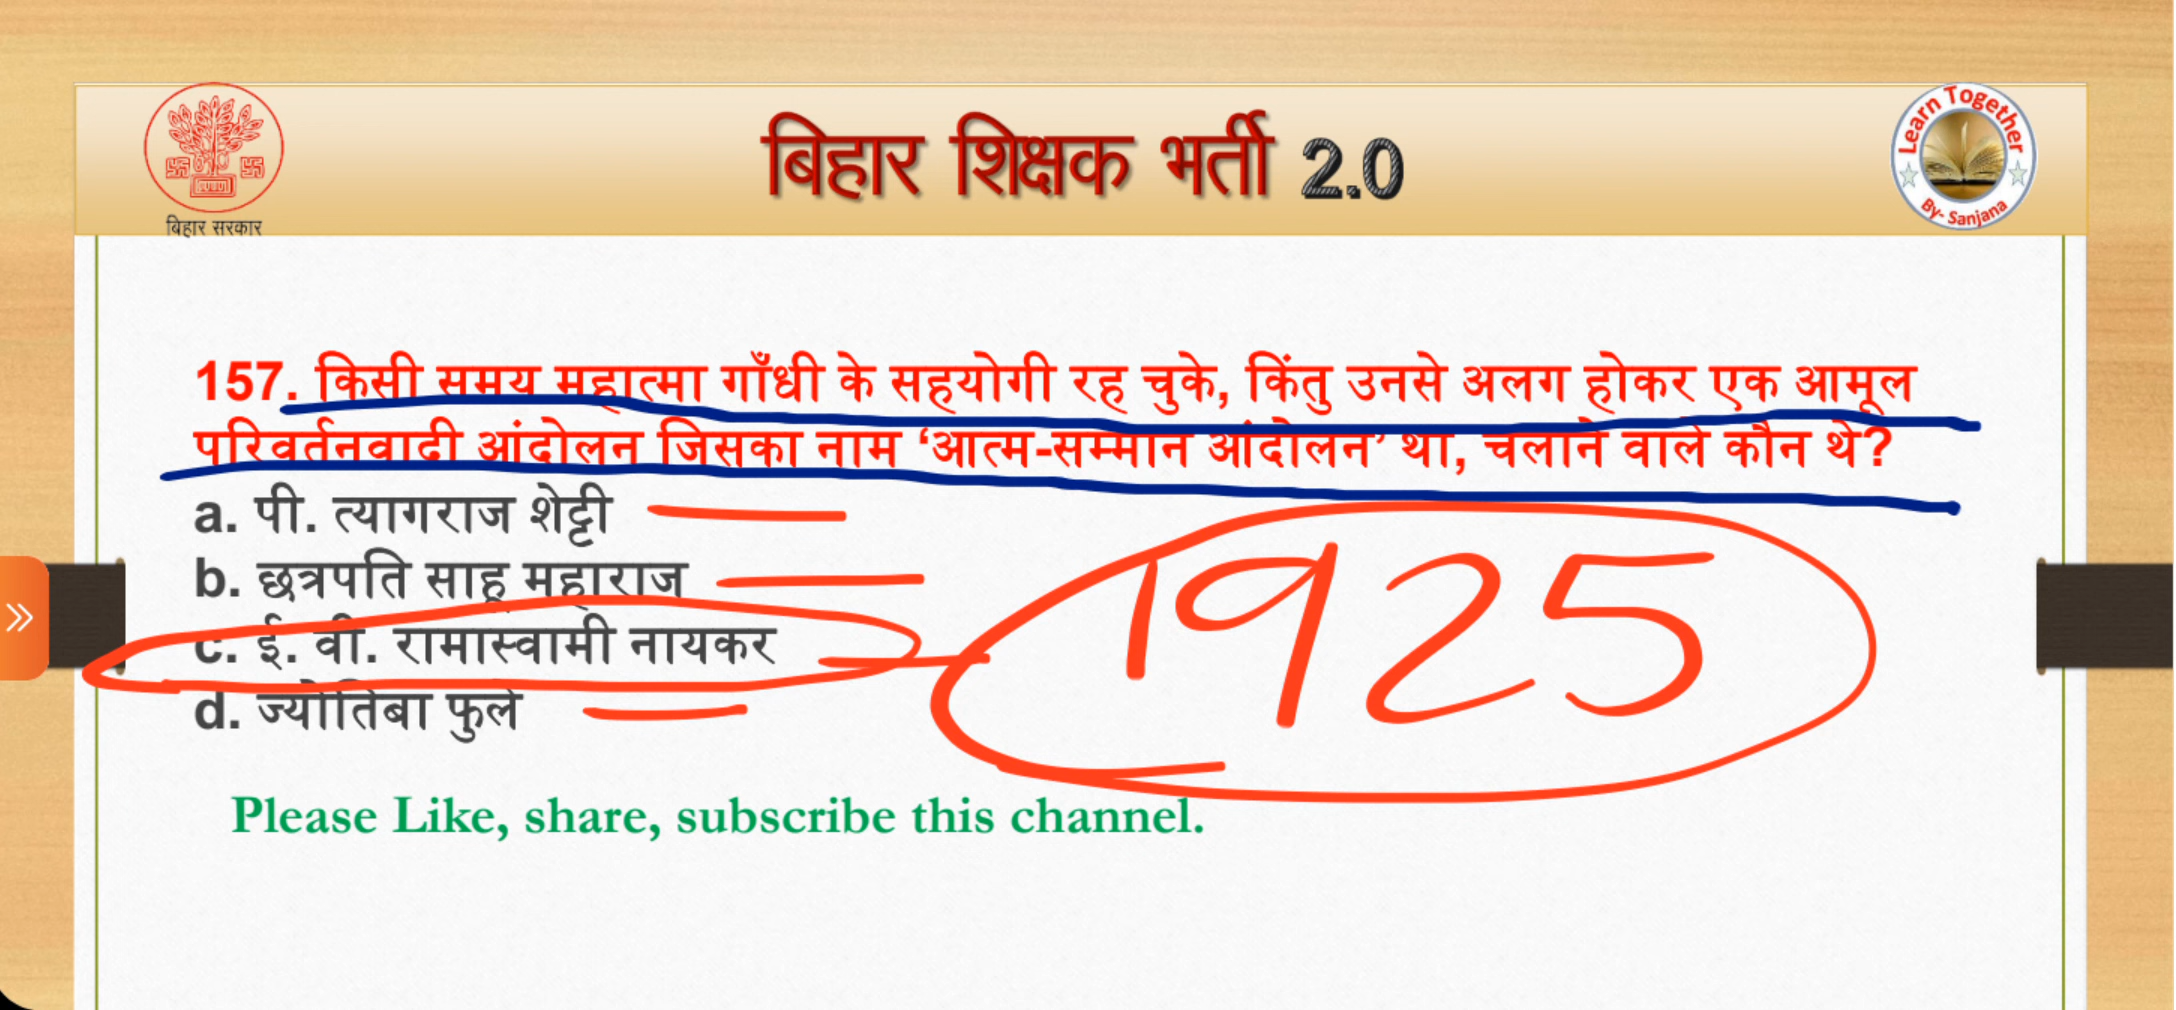 बिहार सरकार
बिहार शिक्षक भर्ती 2.0
Learn Together
By- Sanjana
157. किसी समय महात्मा गाँधी के सहयोगी रह चुके, किंतु उनसे अलग होकर एक आमूल
परिवर्तनवादी आंदोलन जिसका नाम ‘आत्म-सम्मान आंदोलन’ था, चलाने वाले कौन थे?
a. पी. त्यागराज शेट्टी
b. छत्रपति साहू महाराज
c. ई. वी. रामास्वामी नायकर
d. ज्योतिबा फुले
1925
Please Like, share, subscribe this channel.